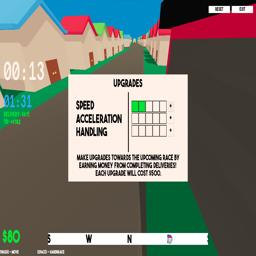 RESET EXIT
00:13
01:31
UPGRADES
SPEED
ACCELERATION
HANDLING
MAKE UPGRADES TOWARDS THE UPCOMING RACE BY
EARNING MONEY FROM COMPLETING DELIVERIES!
EACH UPGRADE WILL COST $500.
$80
S W N S